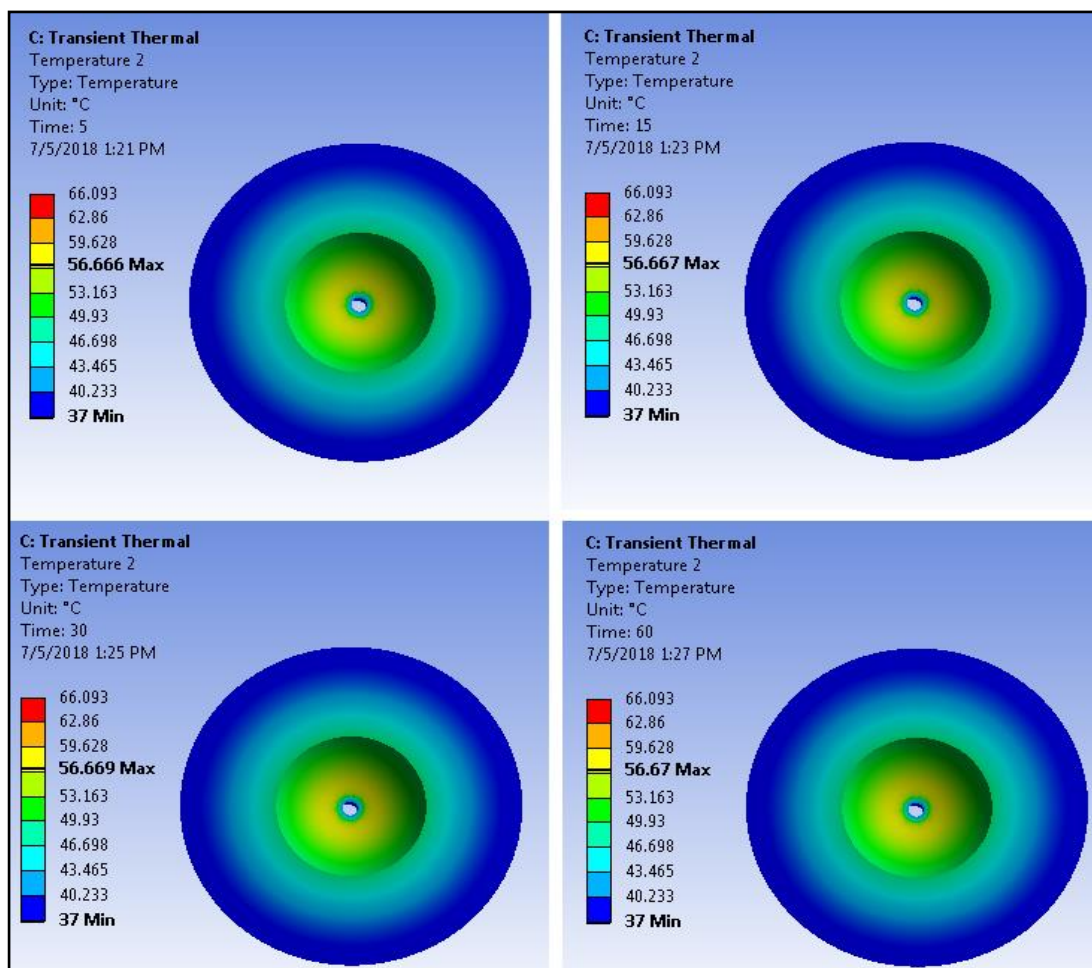 C: Transient Thermal
Temperature 2
Type: Temperature
Unit: °C
Time: 5
7/5/2018 1:21 PM
66.093
62.86
59.628
56.666 Max
53.163
49.93
46.698
43.465
40.233
37 Min
C: Transient Thermal
Temperature 2
Type: Temperature
Unit: °C
Time: 15
7/5/2018 1:23 PM
66.093
62.86
59.628
56.667 Max
53.163
49.93
46.698
43.465
40.233
37 Min
C: Transient Thermal
Temperature 2
Type: Temperature
Unit: °C
Time: 30
7/5/2018 1:25 PM
66.093
62.86
59.628
56.669 Max
53.163
49.93
46.698
43.465
40.233
37 Min
C: Transient Thermal
Temperature 2
Type: Temperature
Unit: °C
Time: 60
7/5/2018 1:27 PM
66.093
62.86
59.628
56.67 Max
53.163
49.93
46.698
43.465
40.233
37 Min